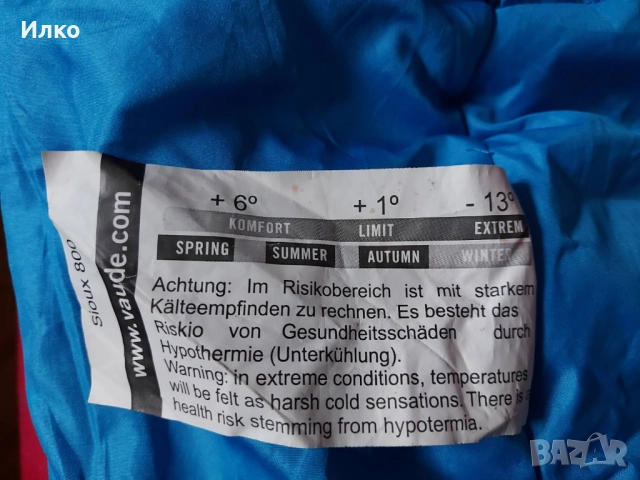 Илко
+ 6° + 1° - 13°
KOMFORT LIMIT EXTREM
SPRING SUMMER AUTUMN WINTER
Sioux 800
www.vaude.com
Achtung: Im Risikobereich ist mit starkem
Kälteempfinden zu rechnen. Es besteht das
Riskio von Gesundheitsschäden durch
Hypothermie (Unterkühlung).
Warning: in extreme conditions, temperatures
will be felt as harsh cold sensations. There is a
health risk stemming from hypotermia.
BAZAR